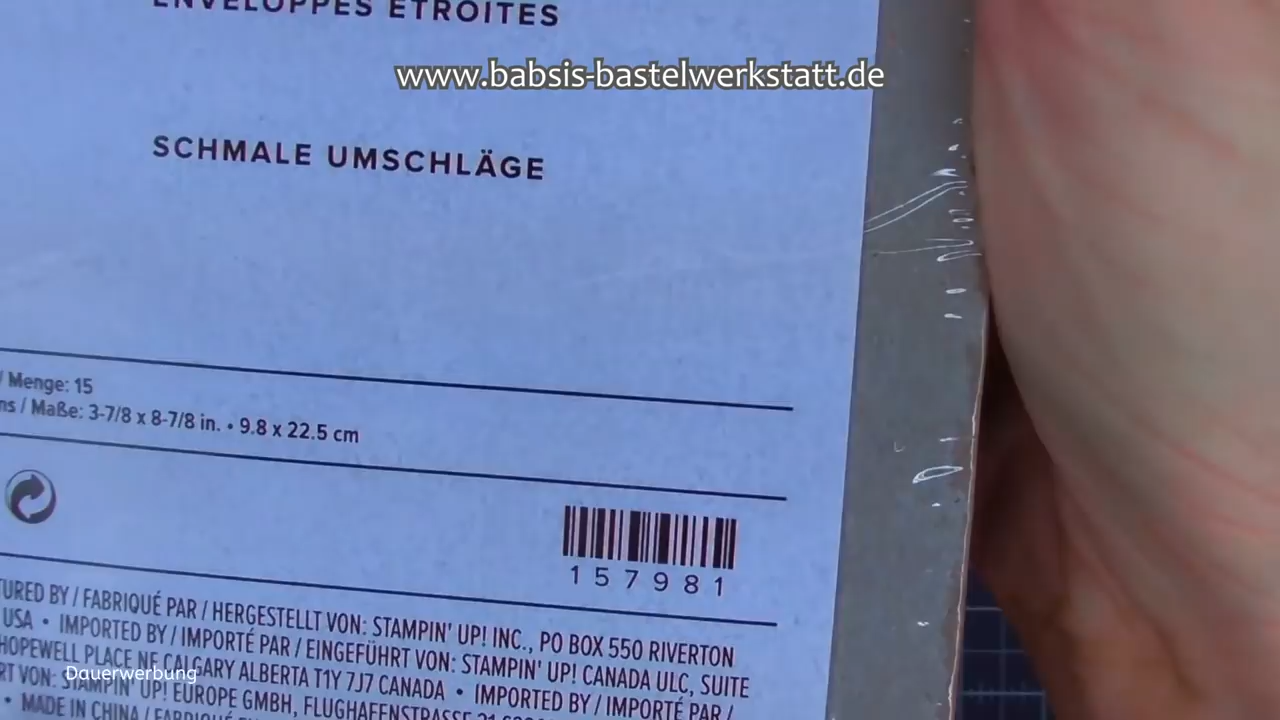 ENVELOPPES ÉTROITES
www.babsis-bastelwerkstatt.de
SCHMALE UMSCHLÄGE
/ Menge: 15
ns / Maße: 3-7/8 x 8-7/8 in. • 9.8 x 22.5 cm
157981
TURED BY / FABRIQUÉ PAR / HERGESTELLT VON: STAMPIN' UP! INC., PO BOX 550 RIVERTON
USA • IMPORTED BY / IMPORTÉ PAR / EINGEFÜHRT VON: STAMPIN' UP! CANADA ULC, SUITE
HOPEWELL PLACE NE CALGARY ALBERTA T1Y 7J7 CANADA • IMPORTED BY / IMPORTÉ PAR /
Dauerwerbung
RT VON: STAMPIN' UP! EUROPE GMBH, FLUGHAFENSTRASSE
• MADE IN CHINA /